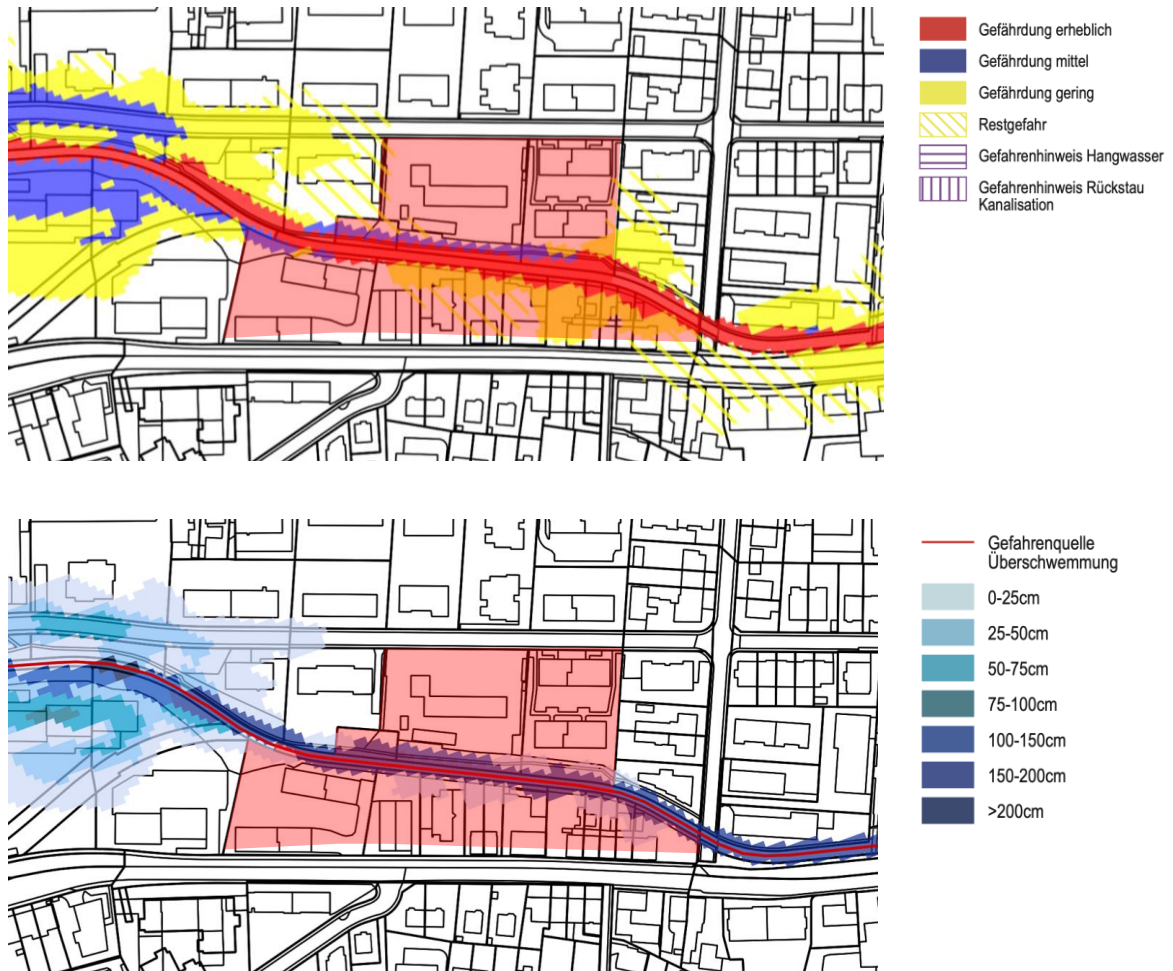 Gefährdung erheblich
Gefährdung mittel
Gefährdung gering
Restgefahr
Gefahrenhinweis Hangwasser
Gefahrenhinweis Rückstau
Kanalisation
Gefahrenquelle
Überschwemmung
0-25cm
25-50cm
50-75cm
75-100cm
100-150cm
150-200cm
>200cm